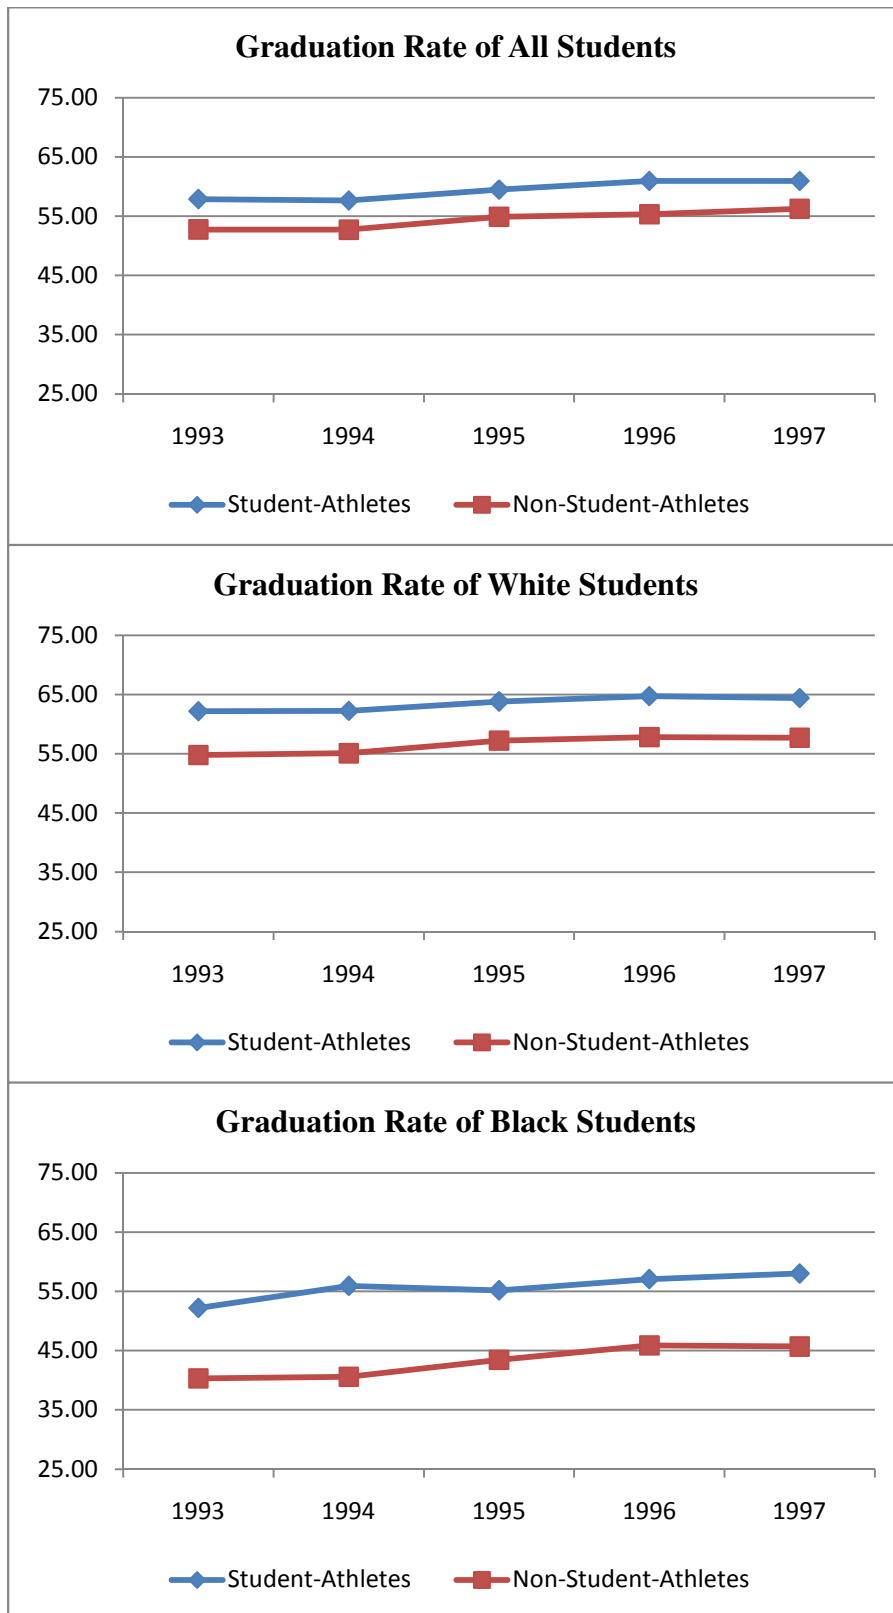 Graduation Rate of All Students
75.00
65.00
55.00
45.00
35.00
25.00
1993 1994 1995 1996 1997
Student-Athletes Non-Student-Athletes
Graduation Rate of White Students
75.00
65.00
55.00
45.00
35.00
25.00
1993 1994 1995 1996 1997
Student-Athletes Non-Student-Athletes
Graduation Rate of Black Students
75.00
65.00
55.00
45.00
35.00
25.00
1993 1994 1995 1996 1997
Student-Athletes Non-Student-Athletes